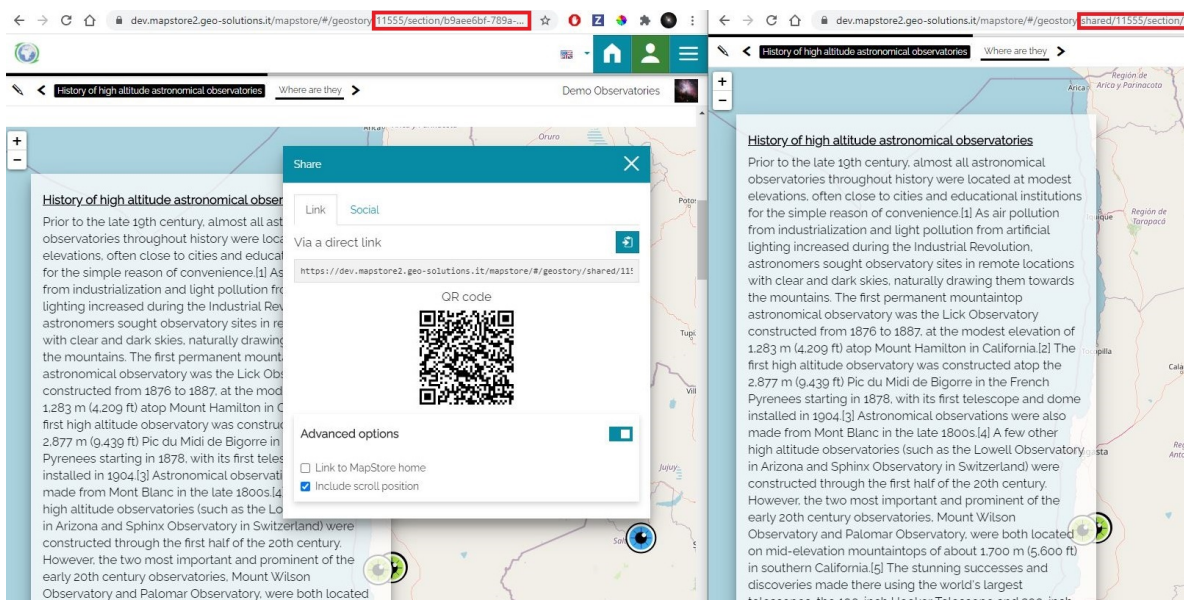 dev.mapstore2.geo-solutions.it/mapstore/#/geostory/11555/section/b9aee6bf-789a-...
History of high altitude astronomical observatories
Where are they
Demo Observatories
+
−
Oruro
Share
Link
Social
Via a direct link
https://dev.mapstore2.geo-solutions.it/mapstore/#/geostory/shared/115
QR code
Advanced options
Link to MapStore home
Include scroll position
History of high altitude astronomical obser
Prior to the late 19th century, almost all ast
observatories throughout history were loca
elevations, often close to cities and educat
for the simple reason of convenience.[1] As
from industrialization and light pollution fro
lighting increased during the Industrial Rev
astronomers sought observatory sites in re
with clear and dark skies, naturally drawing
the mountains. The first permanent mount
astronomical observatory was the Lick Obs
constructed from 1876 to 1887, at the mod
1,283 m (4,209 ft) atop Mount Hamilton in C
first high altitude observatory was constru
2,877 m (9,439 ft) Pic du Midi de Bigorre in
Pyrenees starting in 1878, with its first teles
installed in 1904.[3] Astronomical observati
made from Mont Blanc in the late 1800s.[4
high altitude observatories (such as the Lo
in Arizona and Sphinx Observatory in Switzerland) were
constructed through the first half of the 20th century.
However, the two most important and prominent of the
early 20th century observatories, Mount Wilson
Observatory and Palomar Observatory, were both located
Jujuy
dev.mapstore2.geo-solutions.it/mapstore/#/geostory/shared/11555/section/
History of high altitude astronomical observatories
Where are they
+
−
Arica
Región de
Arica y Parinacota
Región de
Tarapacá
History of high altitude astronomical observatories
Prior to the late 19th century, almost all astronomical
observatories throughout history were located at modest
elevations, often close to cities and educational institutions
for the simple reason of convenience.[1] As air pollution
from industrialization and light pollution from artificial
lighting increased during the Industrial Revolution,
astronomers sought observatory sites in remote locations
with clear and dark skies, naturally drawing them towards
the mountains. The first permanent mountaintop
astronomical observatory was the Lick Observatory
constructed from 1876 to 1887, at the modest elevation of
1,283 m (4,209 ft) atop Mount Hamilton in California.[2] The
first high altitude observatory was constructed atop the
2,877 m (9,439 ft) Pic du Midi de Bigorre in the French
Pyrenees starting in 1878, with its first telescope and dome
installed in 1904.[3] Astronomical observations were also
made from Mont Blanc in the late 1800s.[4] A few other
high altitude observatories (such as the Lowell Observatory
in Arizona and Sphinx Observatory in Switzerland) were
constructed through the first half of the 20th century.
However, the two most important and prominent of the
early 20th century observatories, Mount Wilson
Observatory and Palomar Observatory, were both located
on mid-elevation mountaintops of about 1,700 m (5,600 ft)
in southern California.[5] The stunning successes and
discoveries made there using the world's largest